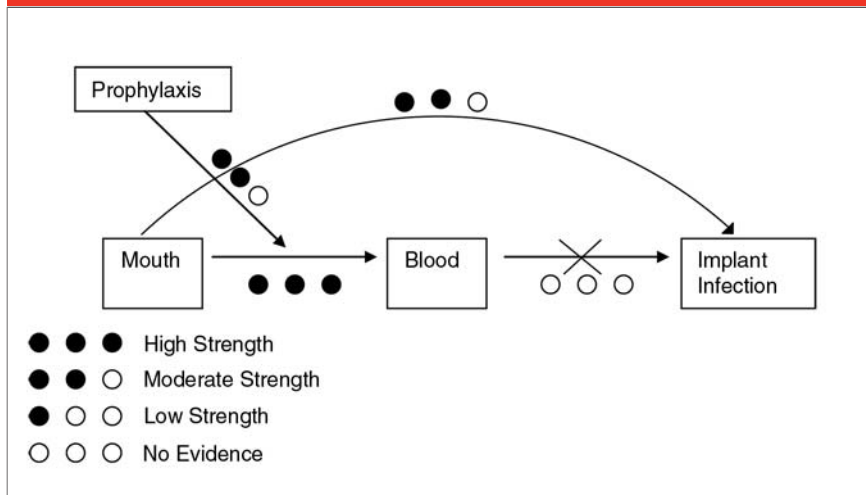 Prophylaxis
Mouth
Blood
Implant
Infection
High Strength
Moderate Strength
Low Strength
No Evidence